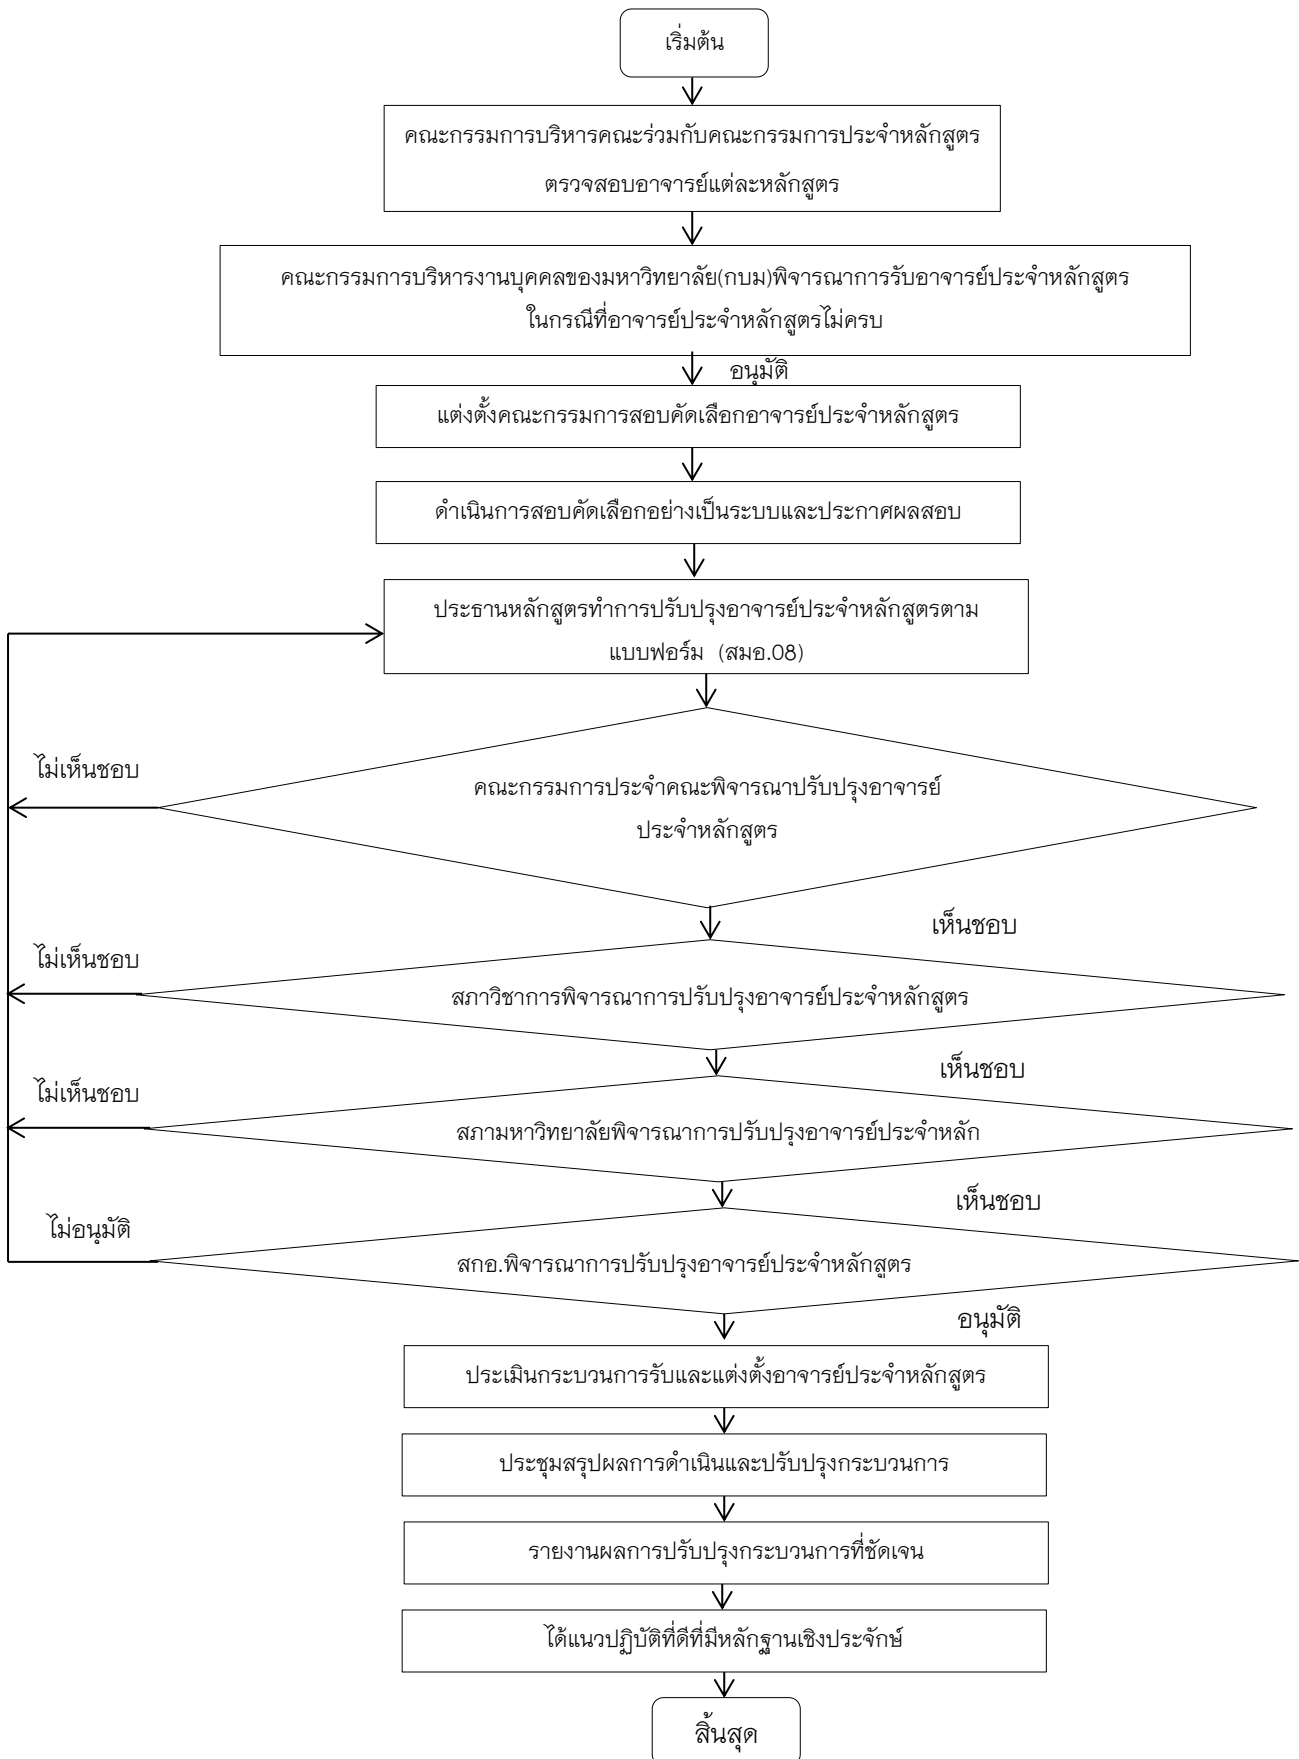 เริ่มต้น
คณะกรรมการบริหารคณะร่วมกับคณะกรรมการประจำหลักสูตร
ตรวจสอบอาจารย์แต่ละหลักสูตร
คณะกรรมการบริหารงานบุคคลของมหาวิทยาลัย(กบม)พิจารณาการรับอาจารย์ประจำหลักสูตร
ในกรณีที่อาจารย์ประจำหลักสูตรไม่ครบ
อนุมัติ
แต่งตั้งคณะกรรมการสอบคัดเลือกอาจารย์ประจำหลักสูตร
ดำเนินการสอบคัดเลือกอย่างเป็นระบบและประกาศผลสอบ
ประธานหลักสูตรทำการปรับปรุงอาจารย์ประจำหลักสูตรตาม
แบบฟอร์ม (สมอ.08)
ไม่เห็นชอบ
คณะกรรมการประจำคณะพิจารณาปรับปรุงอาจารย์
ประจำหลักสูตร
เห็นชอบ
ไม่เห็นชอบ
สภาวิชาการพิจารณาการปรับปรุงอาจารย์ประจำหลักสูตร
เห็นชอบ
ไม่เห็นชอบ
สภามหาวิทยาลัยพิจารณาการปรับปรุงอาจารย์ประจำหลัก
เห็นชอบ
ไม่อนุมัติ
สกอ.พิจารณาการปรับปรุงอาจารย์ประจำหลักสูตร
อนุมัติ
ประเมินกระบวนการรับและแต่งตั้งอาจารย์ประจำหลักสูตร
ประชุมสรุปผลการดำเนินและปรับปรุงกระบวนการ
รายงานผลการปรับปรุงกระบวนการที่ชัดเจน
ได้แนวปฏิบัติที่ดีที่มีหลักฐานเชิงประจักษ์
สิ้นสุด